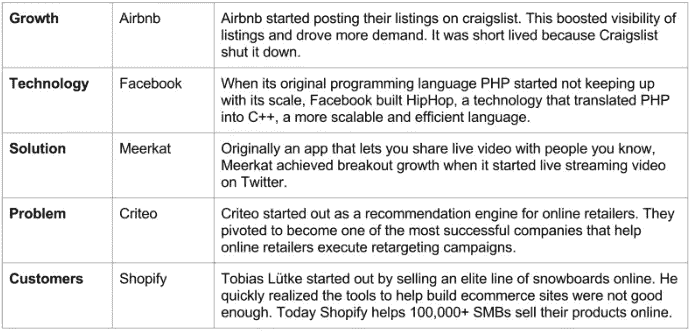 Growth Airbnb Airbnb started posting their listings on craigslist. This boosted visibility of
listings and drove more demand. It was short lived because Craigslist
shut it down.
Technology Facebook When its original programming language PHP started not keeping up
with its scale, Facebook built HipHop, a technology that translated PHP
into C++, a more scalable and efficient language.
Solution Meerkat Originally an app that lets you share live video with people you know,
Meerkat achieved breakout growth when it started live streaming video
on Twitter.
Problem Criteo Criteo started out as a recommendation engine for online retailers. They
pivoted to become one of the most successful companies that help
online retailers execute retargeting campaigns.
Customers Shopify Tobias Lütke started out by selling an elite line of snowboards online. He
quickly realized the tools to help build ecommerce sites were not good
enough. Today Shopify helps 100,000+ SMBs sell their products online.